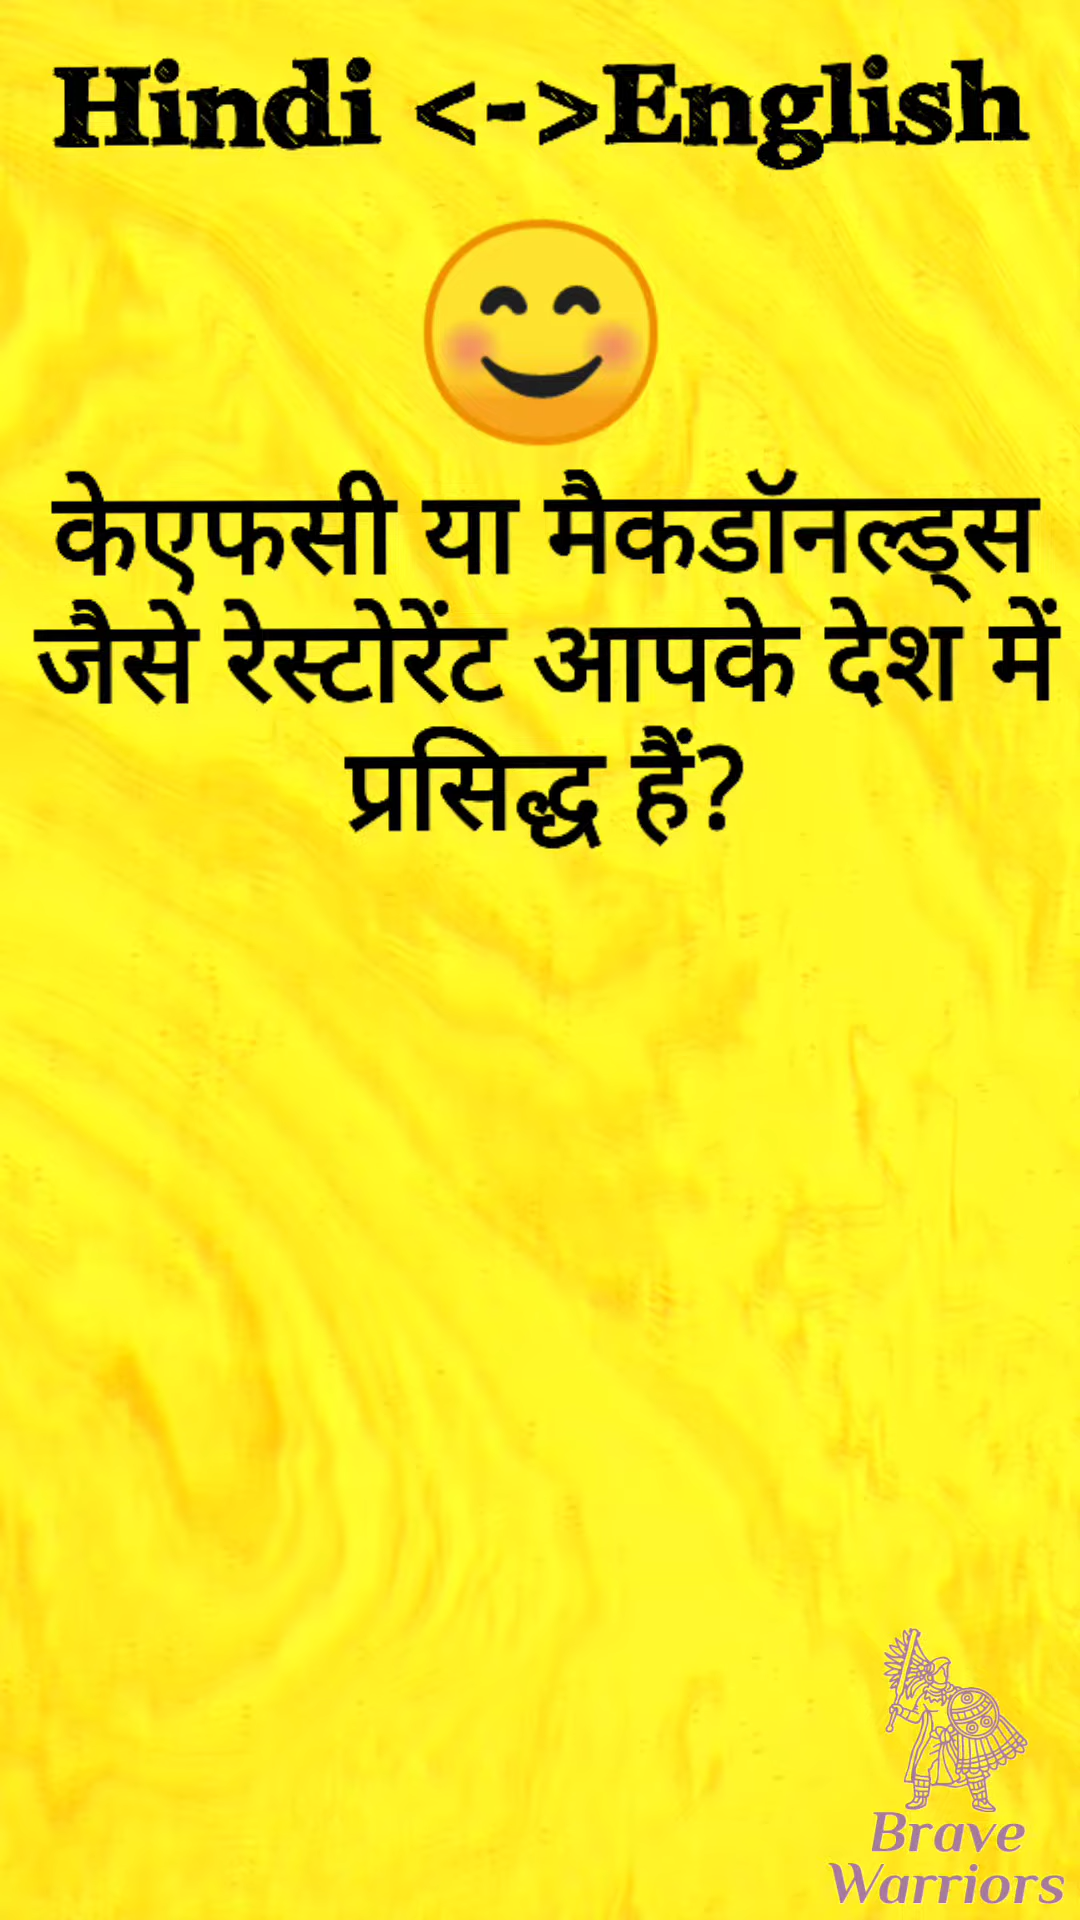 Hindi <->English
केएफसी या मैकडॉनल्ड्स
जैसे रेस्टोरेंट आपके देश में
प्रसिद्ध हैं?
Brave
Warriors